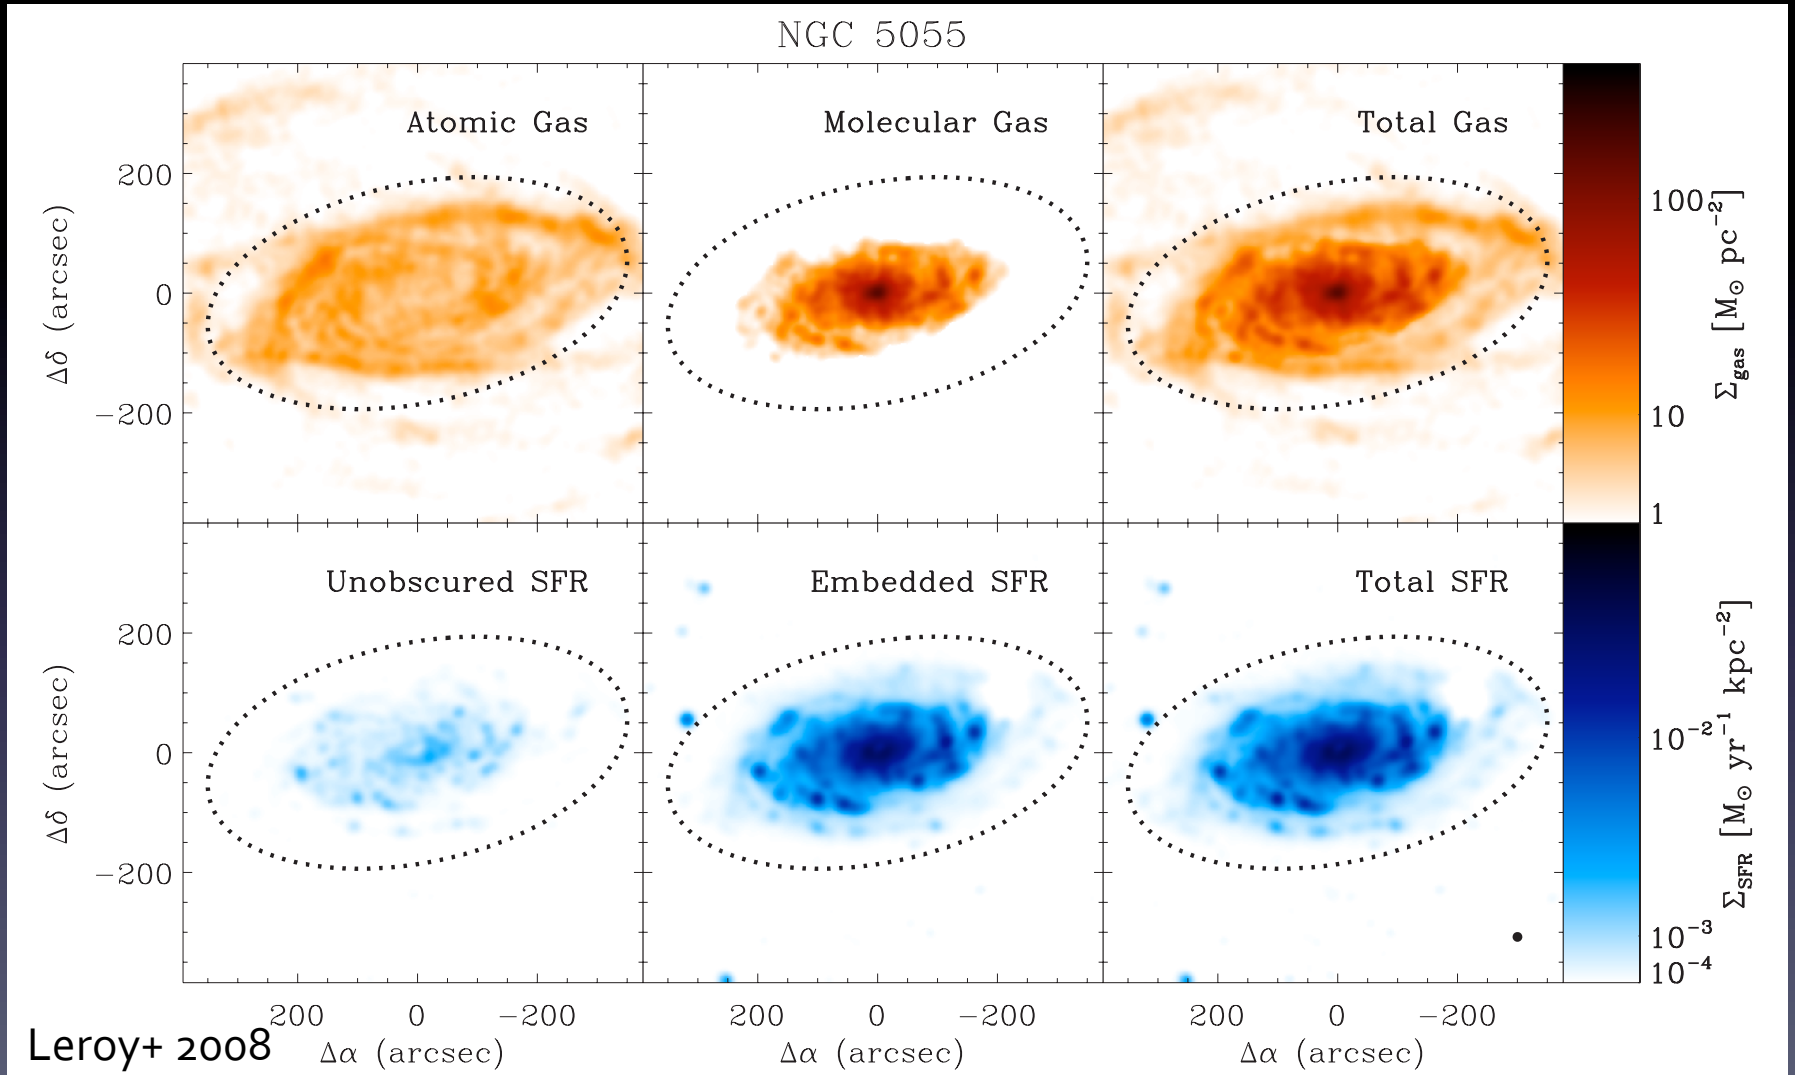 NGC 5055
Atomic Gas
Molecular Gas
Total Gas
200
0
−200
Δδ (arcsec)
100
10
1
Σgas [M⊙ pc−2]
Unobscured SFR
Embedded SFR
Total SFR
200
0
−200
Δδ (arcsec)
10−2
10−3
10−4
ΣSFR [M⊙ yr−1 kpc−2]
200 0 −200
200 0 −200
200 0 −200
Δα (arcsec)
Δα (arcsec)
Δα (arcsec)
Leroy+ 2008